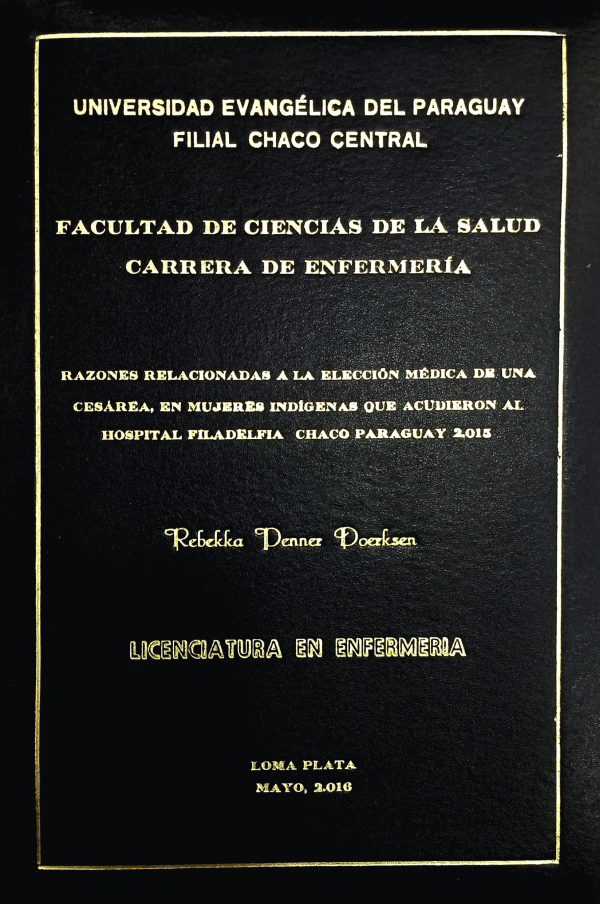 UNIVERSIDAD EVANGÉLICA DEL PARAGUAY
FILIAL CHACO CENTRAL
FACULTAD DE CIENCIAS DE LA SALUD
CARRERA DE ENFERMERÍA
RAZONES RELACIONADAS A LA ELECCIÓN MÉDICA DE UNA
CESÁREA, EN MUJERES INDÍGENAS QUE ACUDIERON AL
HOSPITAL FILADELFIA CHACO PARAGUAY 2.015
Rebekka Penner Doerksen
LICENCIATURA EN ENFERMERIA
LOMA PLATA
MAYO, 2.016